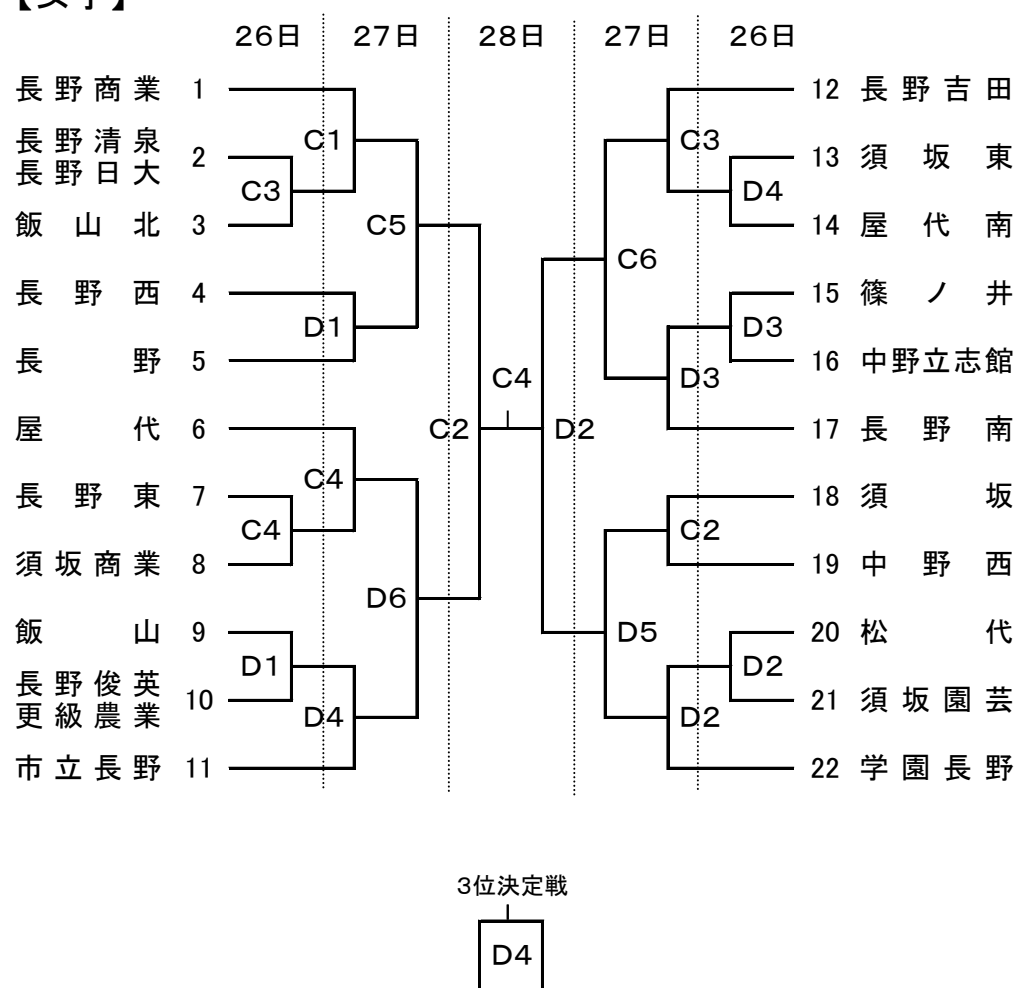 26日 27日 28日 27日 26日
長野商業 1
長野清泉
長野日大 2
飯山北 3
長野西 4
長野 5
屋代 6
長野東 7
須坂商業 8
飯山 9
長野俊英
更級農業 10
市立長野 11
C1
C3
C5
D1
C2
C4
C4
D6
D1
D4
C4
12 長野吉田
13 須坂東
14 屋代南
15 篠ノ井
16 中野立志館
17 長野南
18 須坂
19 中野西
20 松代
21 須坂園芸
22 学園長野
C3
D4
C6
D3
D3
D2
C2
D5
D2
D2
3位決定戦
D4